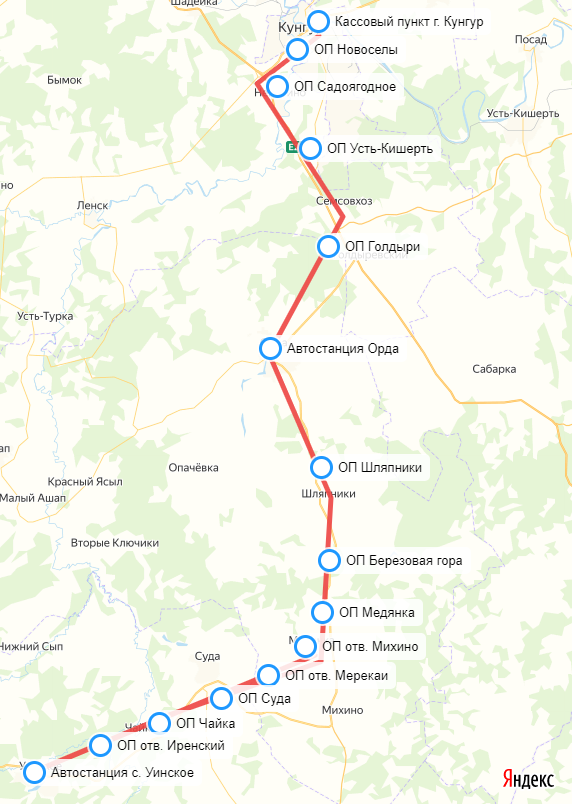 Шадейка
Кунгур
Кассовый пункт г. Кунгур
Посад
ОП Новоселы
Бымок
ОП Садоягодное
Усть-Кишерть
ОП Усть-Кишерть
Ленск
Семсовхоз
ОП Голдыри
Голдыревский
Усть-Турка
Автостанция Орда
Сабарка
Опачёвка
ОП Шляпники
Красный Ясыл
Шляпники
Малый Ашап
Вторые Ключики
ОП Березовая гора
ОП Медянка
Нижний Сып
ОП отв. Михино
Суда
ОП отв. Мерекаи
ОП Суда
Михино
ОП Чайка
ОП отв. Иренский
Автостанция с. Уинское
Яндекс